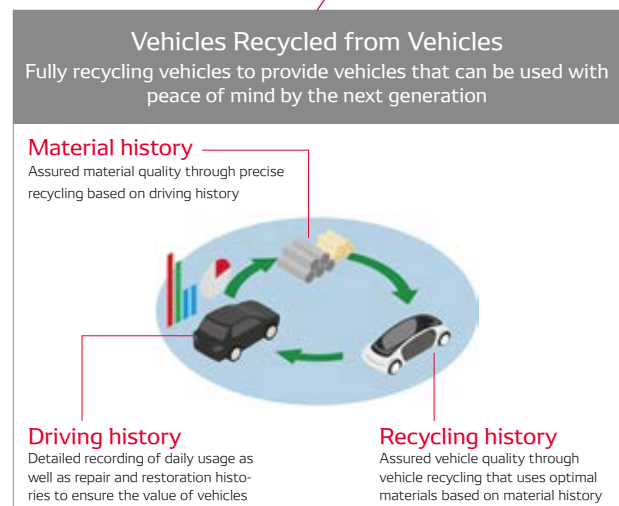 Vehicles Recycled from Vehicles
Fully recycling vehicles to provide vehicles that can be used with
peace of mind by the next generation
Material history
Assured material quality through precise
recycling based on driving history
Driving history
Detailed recording of daily usage as
well as repair and restoration histo-
ries to ensure the value of vehicles
Recycling history
Assured vehicle quality through
vehicle recycling that uses optimal
materials based on material history